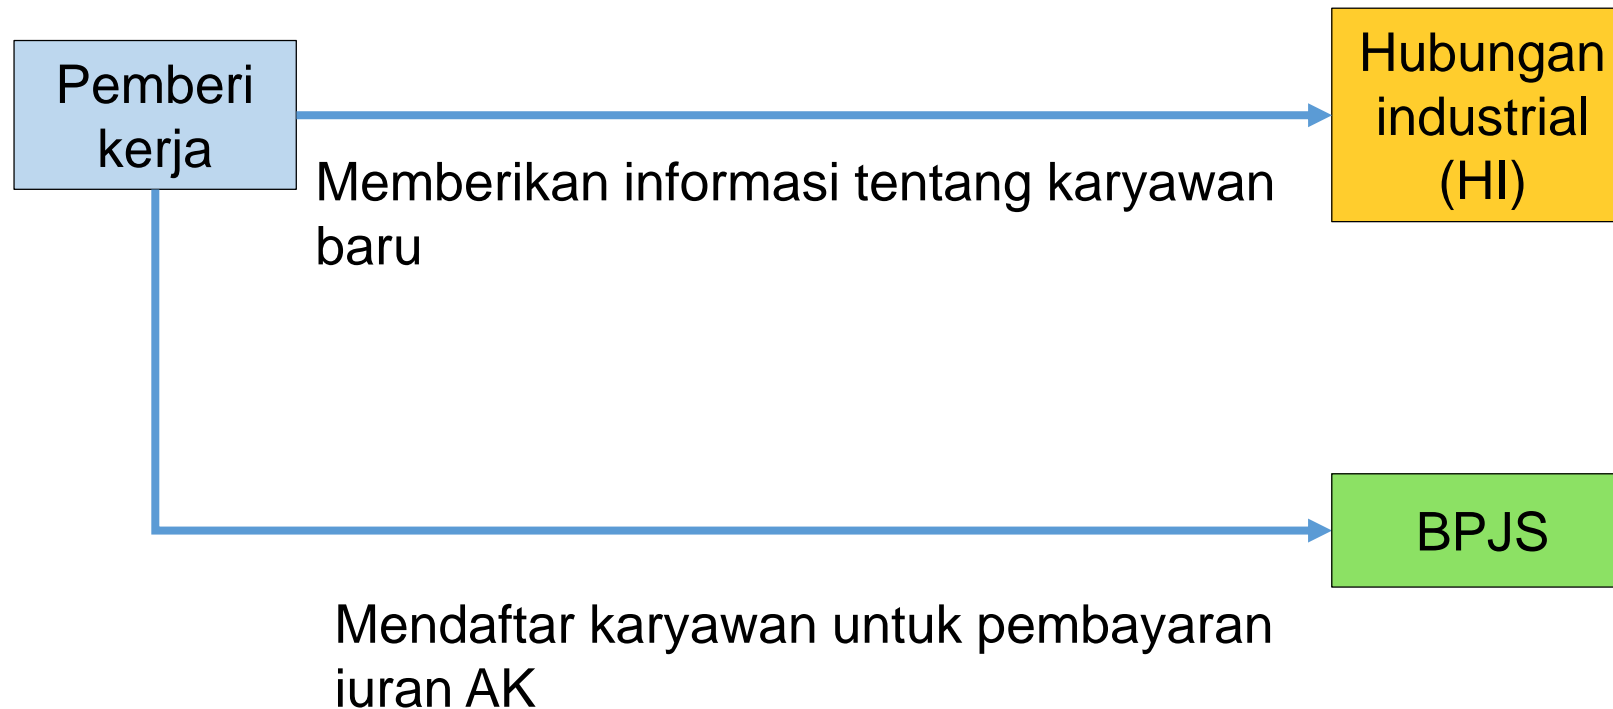 Pemberi
kerja
Hubungan
industrial
(HI)
Memberikan informasi tentang karyawan
baru
BPJS
Mendaftar karyawan untuk pembayaran
iuran AK